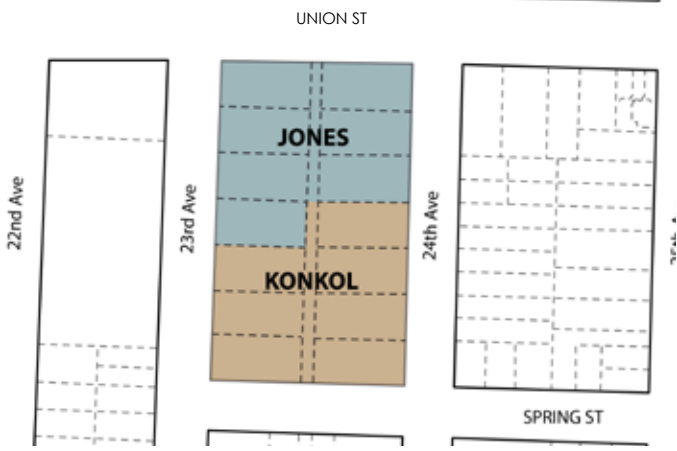 UNION ST
JONES
22nd Ave
23rd Ave
24th Ave
KONKOL
SPRING ST